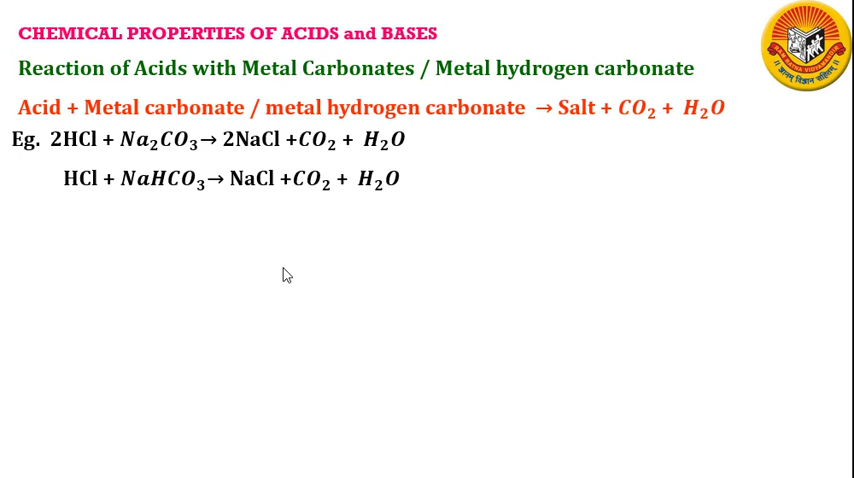 CHEMICAL PROPERTIES OF ACIDS and BASES
Reaction of Acids with Metal Carbonates / Metal hydrogen carbonate
Acid + Metal carbonate / metal hydrogen carbonate → Salt + CO₂ + H₂O
Eg. 2HCl + Na₂CO₃→ 2NaCl +CO₂ + H₂O
HCl + NaHCO₃→ NaCl +CO₂ + H₂O